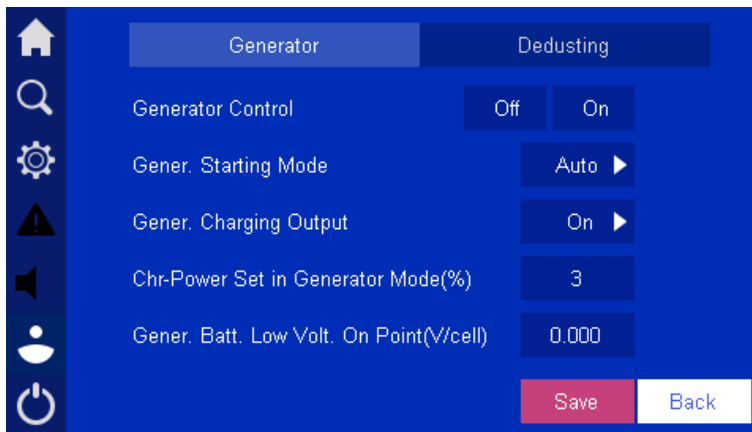 Generator Dedusting
Generator Control Off On
Gener. Starting Mode Auto
Gener. Charging Output On
Chr-Power Set in Generator Mode(%) 3
Gener. Batt. Low Volt. On Point(V/cell) 0.000
Save Back